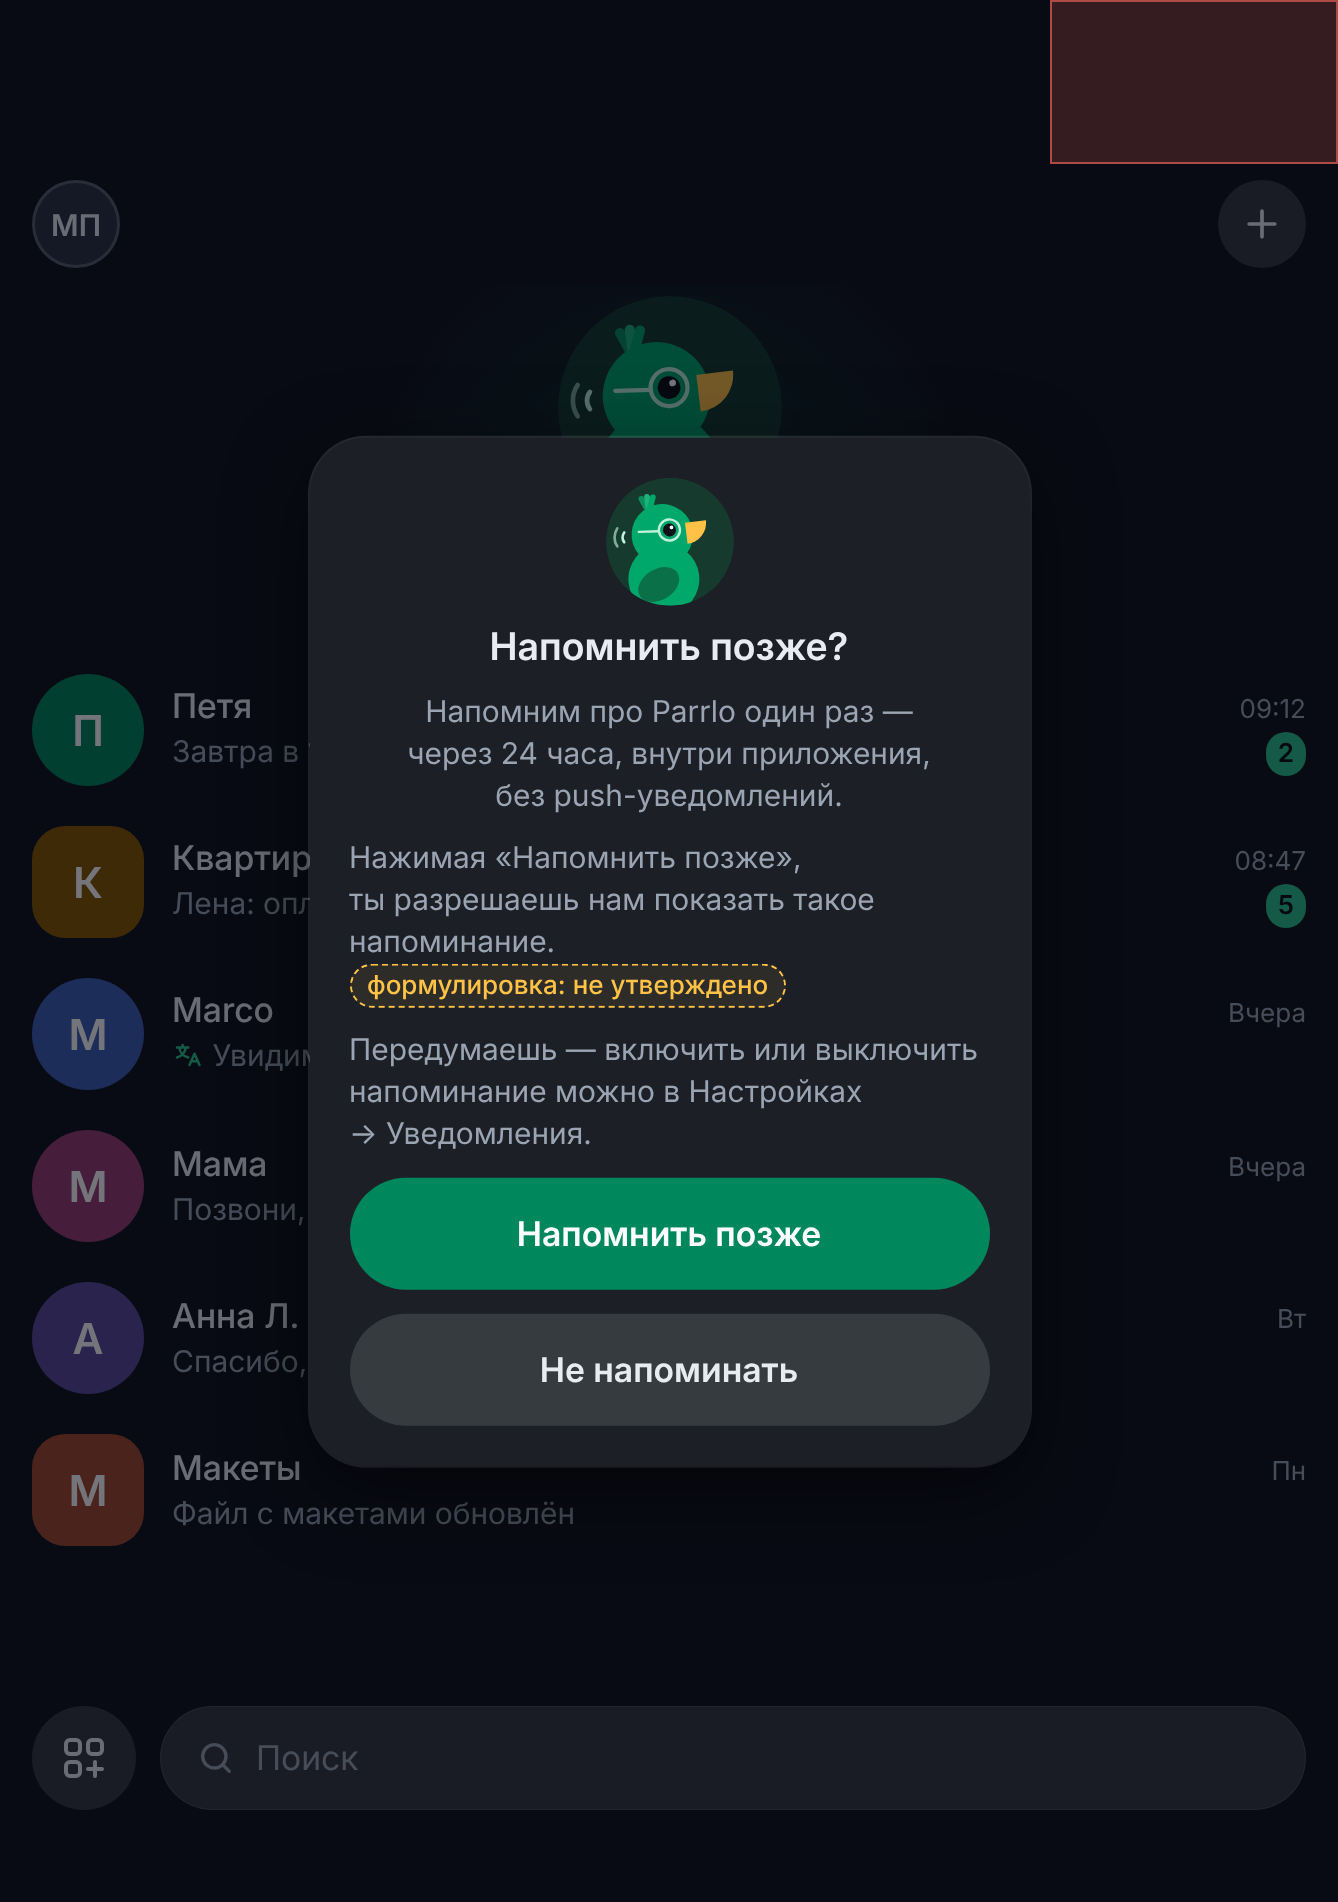 МП
Напомнить позже?
Напомним про Parrlo один раз —
через 24 часа, внутри приложения,
без push-уведомлений.
Нажимая «Напомнить позже»,
ты разрешаешь нам показать такое
напоминание.
формулировка: не утверждено
Передумаешь — включить или выключить
напоминание можно в Настройках
→ Уведомления.
Напомнить позже
Не напоминать
П
Петя
09:12
Завтра в
2
К
Квартир
08:47
Лена: опл
5
M
Marco
Вчера
Увидим
М
Мама
Вчера
Позвони,
А
Анна Л.
Вт
Спасибо,
М
Макеты
Пн
Файл с макетами обновлён
Поиск